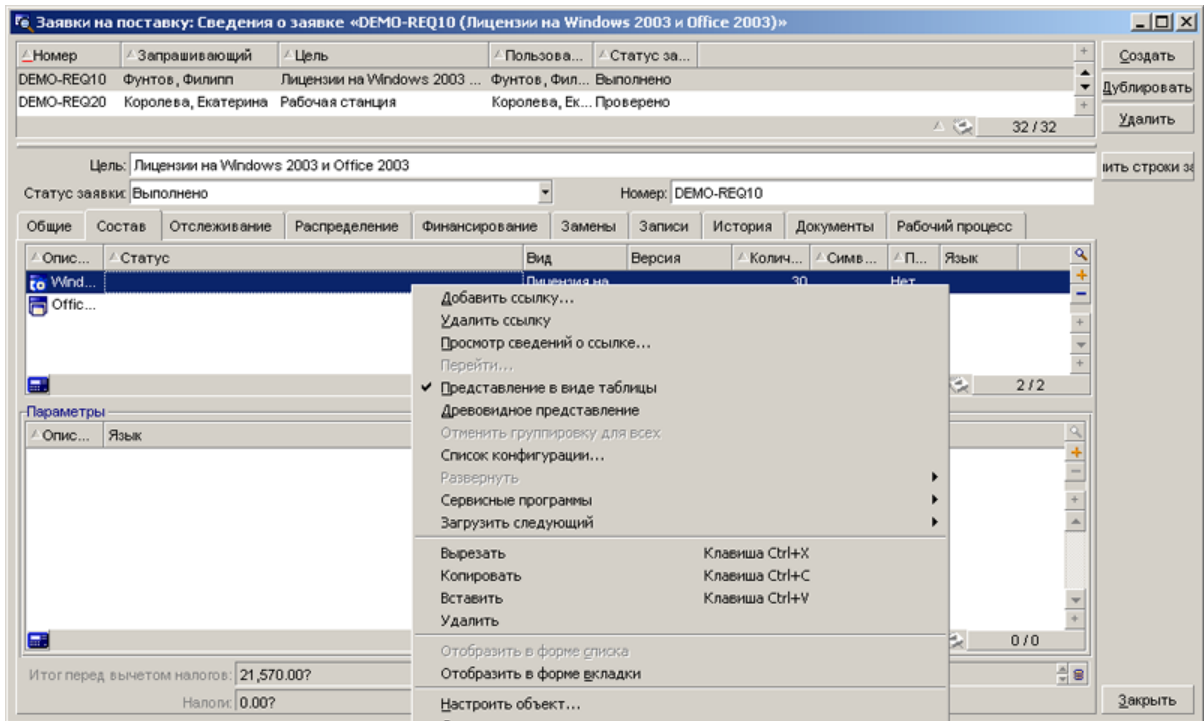 Заявки на поставку: Сведения о заявке «DEMO-REQ10 (Лицензии на Windows 2003 и Office 2003)»
Номер Запрашивающий Цель Пользова... Статус за...
DEMO-REQ10 Фунтов, Филипп Лицензии на Windows 2003 ... Фунтов, Фил... Выполнено
DEMO-REQ20 Королева, Екатерина Рабочая станция Королева, Ек... Проверено
32 / 32
Создать
Дублировать
Удалить
ить строки за
Цель: Лицензии на Windows 2003 и Office 2003
Статус заявки: Выполнено Номер: DEMO-REQ10
Общие Состав Отслеживание Распределение Финансирование Замены Записи История Документы Рабочий процесс
Опис... Статус Вид Версия Колич... Симв... П... Язык
Wind... Лицензия на 30 Нет
Offic...
2 / 2
Параметры
Опис... Язык
0 / 0
Итог перед вычетом налогов: 21,570.00?
Налоги: 0.00?
Добавить ссылку...
Удалить ссылку
Просмотр сведений о ссылке...
Перейти...
Представление в виде таблицы
Древовидное представление
Отменить группировку для всех
Список конфигурации...
Развернуть
Сервисные программы
Загрузить следующий
Вырезать Клавиша Ctrl+X
Копировать Клавиша Ctrl+C
Вставить Клавиша Ctrl+V
Удалить
Отобразить в форме списка
Отобразить в форме вкладки
Настроить объект...
Закрыть